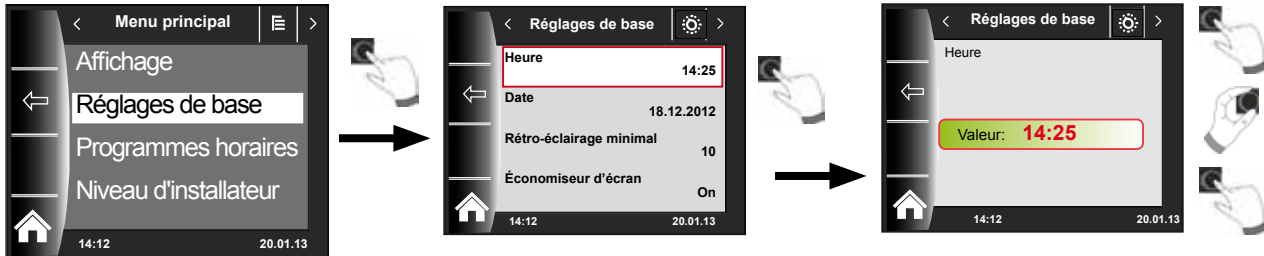 Menu principal
Affichage
Réglages de base
Programmes horaires
Niveau d'installateur
14:12 20.01.13
Réglages de base
Heure
14:25
Date
18.12.2012
Rétro-éclairage minimal
10
Économiseur d'écran
On
14:12 20.01.13
Réglages de base
Heure
Valeur: 14:25
14:12 20.01.13